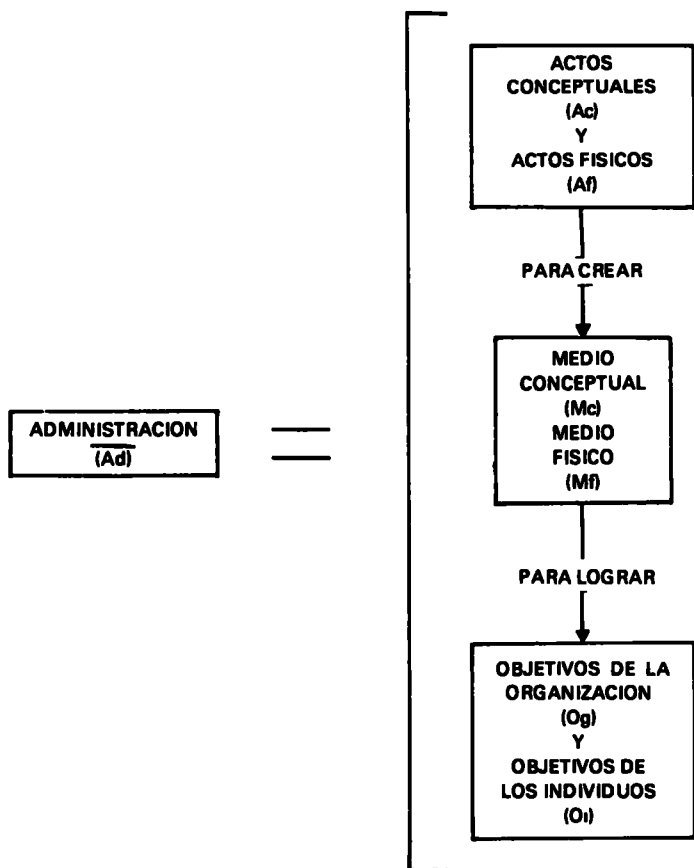 ACTOS
CONCEPTUALES
(Ac)
Y
ACTOS FISICOS
(Af)
PARA CREAR
MEDIO
CONCEPTUAL
(Mc)
MEDIO
FISICO
(Mf)
ADMINISTRACION
(Ad)
=
PARA LOGRAR
OBJETIVOS DE LA
ORGANIZACION
(Og)
Y
OBJETIVOS DE
LOS INDIVIDUOS
(Oı)